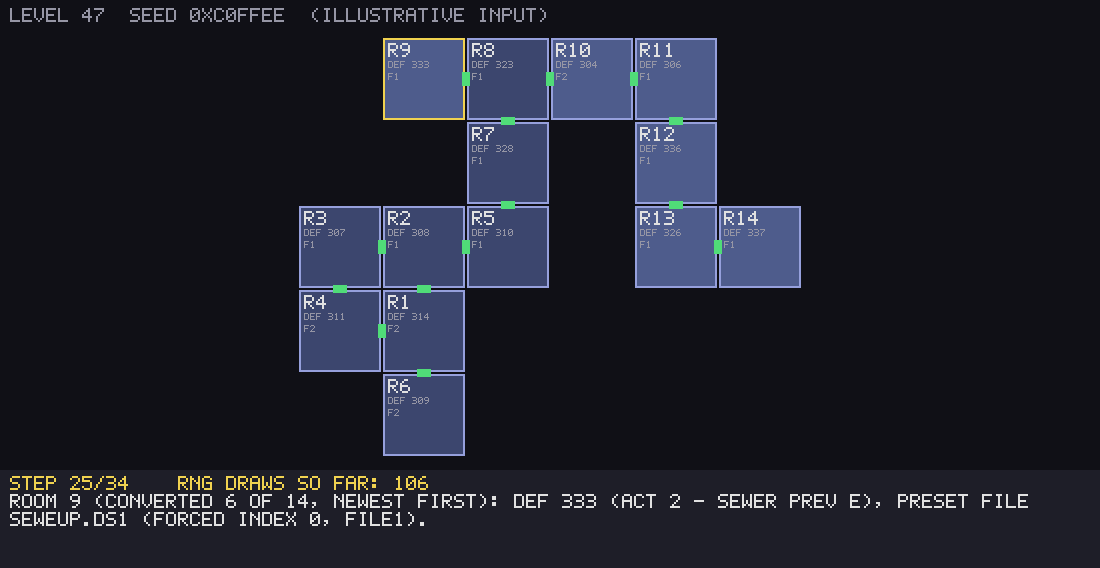 LEVEL 47  SEED 0XC0FFEE  (ILLUSTRATIVE INPUT)
R9 R8 R10 R11
DEF 333 DEF 323 DEF 304 DEF 306
F1 F1 F2 F1
R7 R12
DEF 328 DEF 336
F1 F1
R3 R2 R5 R13 R14
DEF 307 DEF 308 DEF 310 DEF 326 DEF 337
F1 F1 F1 F1 F1
R4 R1
DEF 311 DEF 314
F2 F2
R6
DEF 309
F2
STEP 25/34    RNG DRAWS SO FAR: 106
ROOM 9 (CONVERTED 6 OF 14, NEWEST FIRST): DEF 333 (ACT 2 - SEWER PREV E), PRESET FILE
SEWEUP.DS1 (FORCED INDEX 0, FILE1).